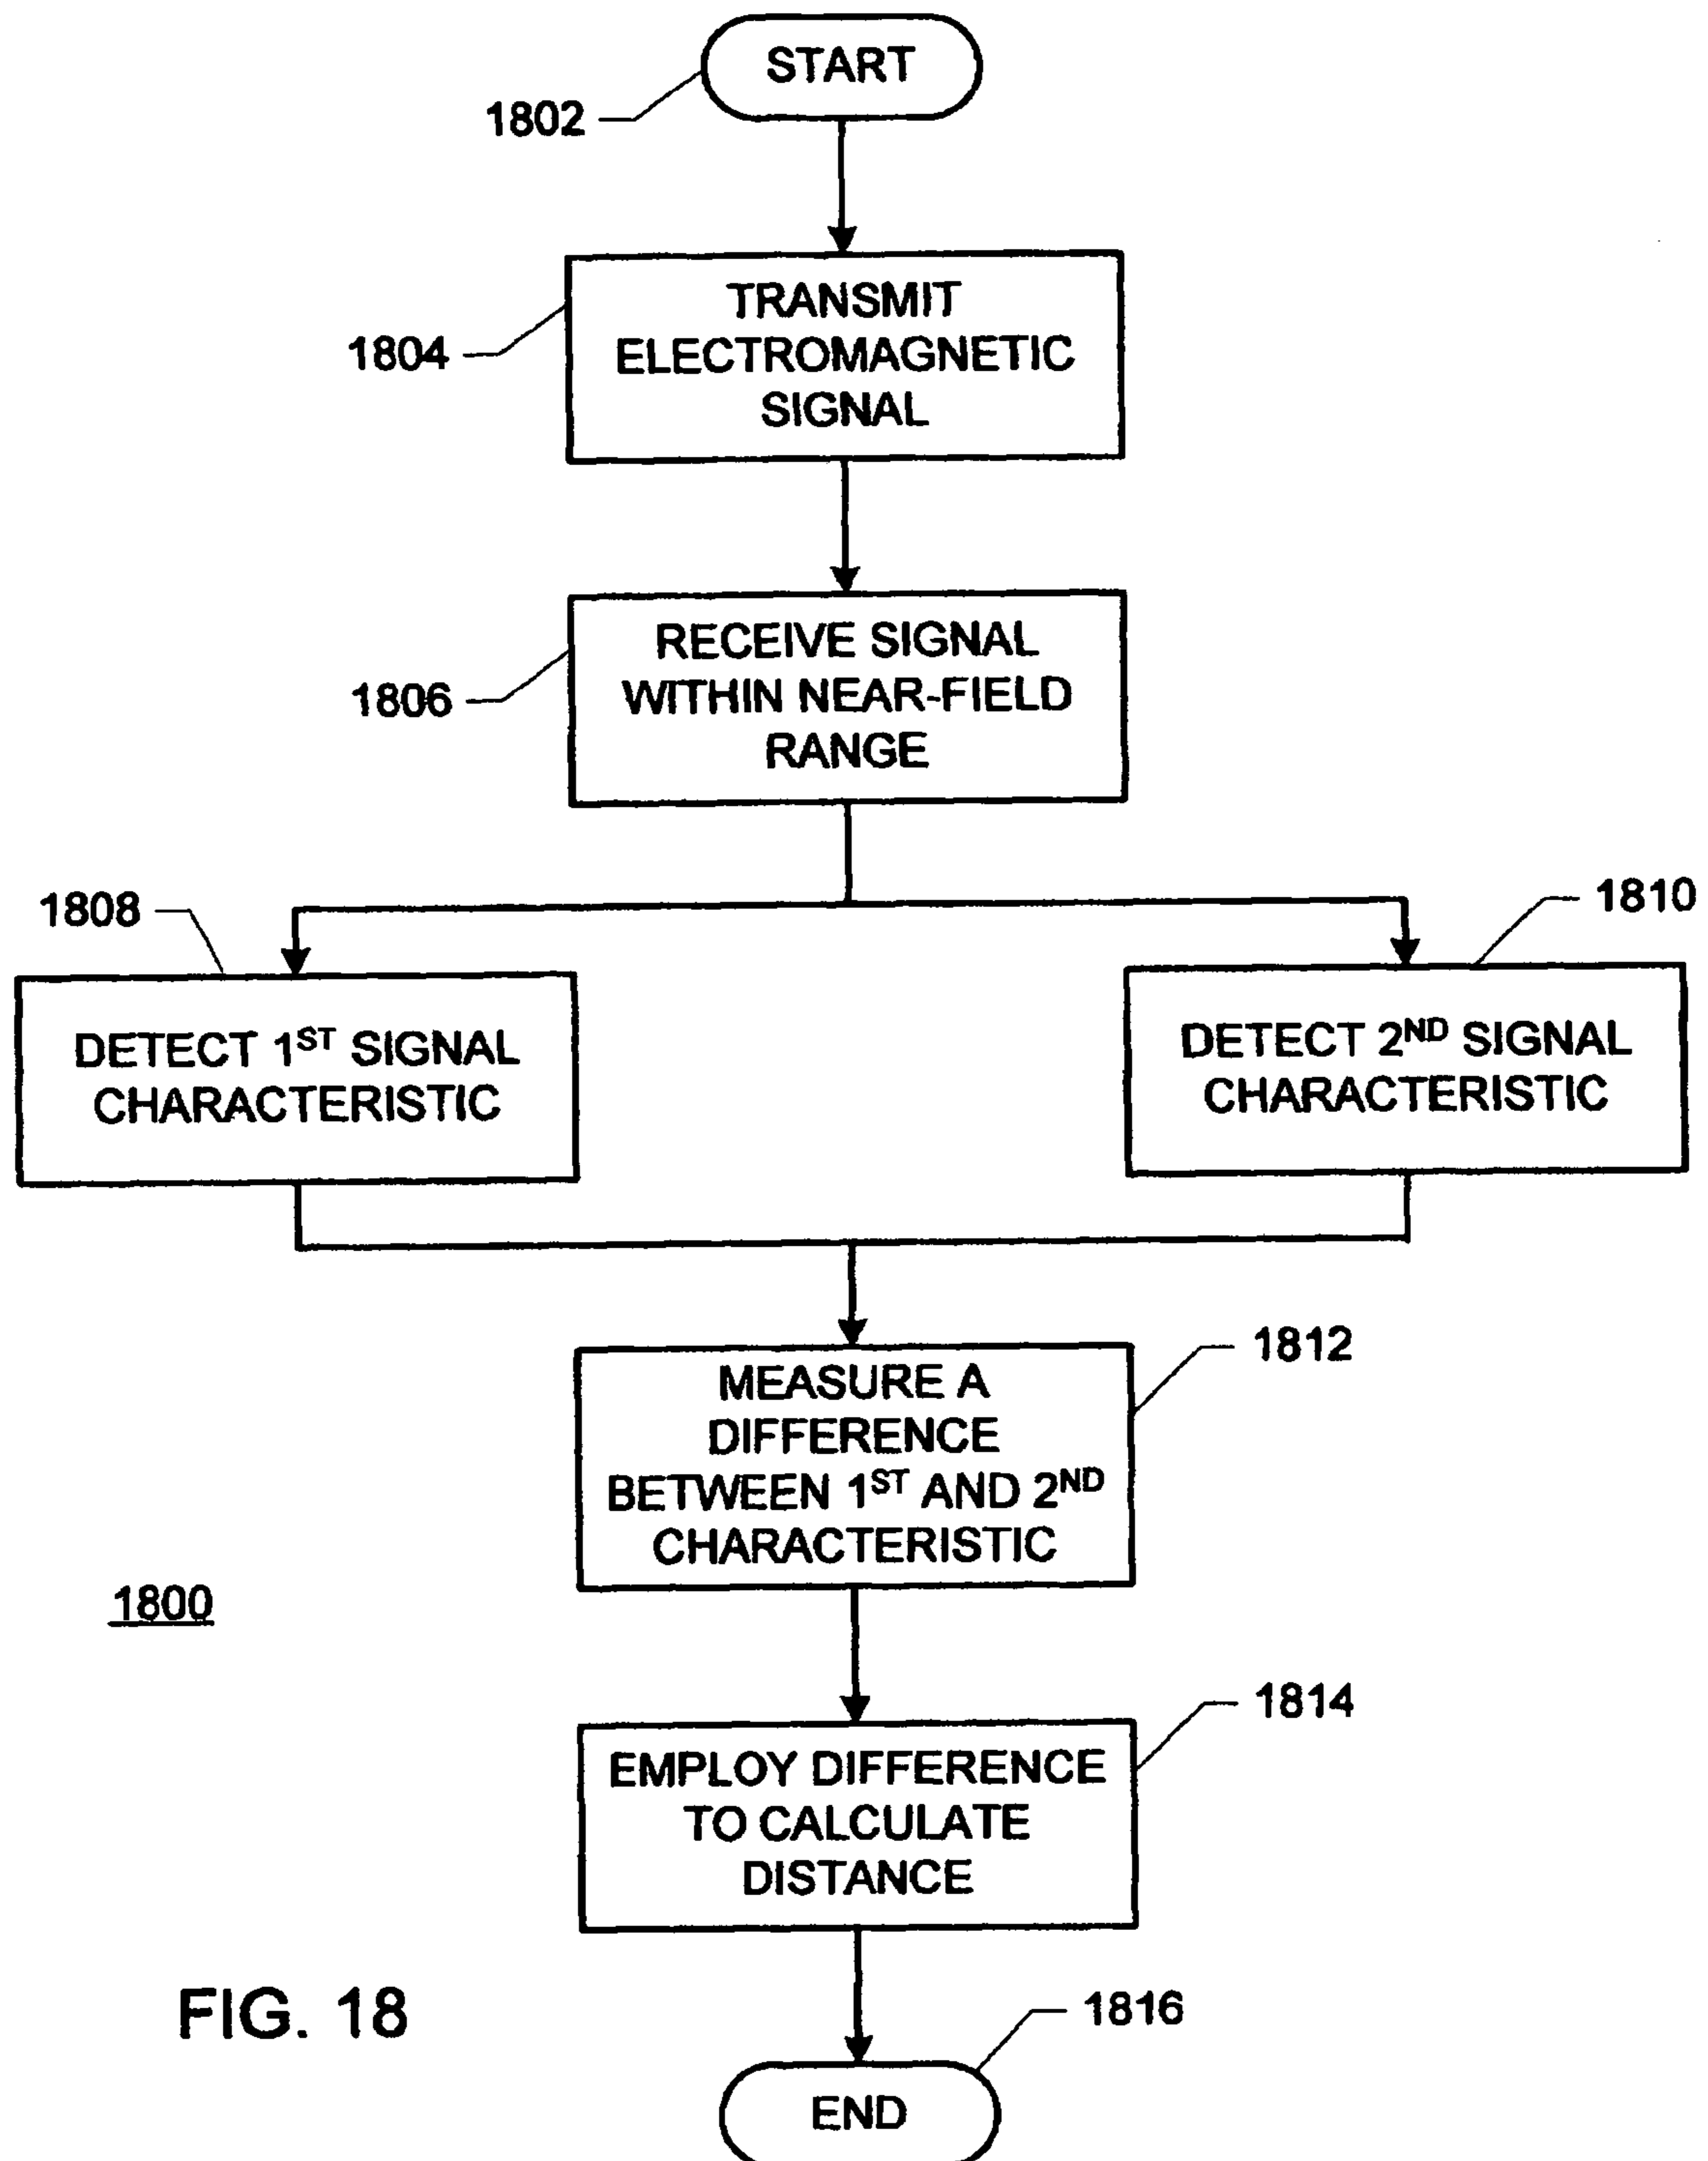 START
1802
TRANSMIT
ELECTROMAGNETIC
SIGNAL
1804
RECEIVE SIGNAL
WITHIN NEAR-FIELD
RANGE
1806
1808
1810
DETECT 1ST SIGNAL
CHARACTERISTIC
DETECT 2ND SIGNAL
CHARACTERISTIC
1812
MEASURE A
DIFFERENCE
BETWEEN 1ST AND 2ND
CHARACTERISTIC
1800
1814
EMPLOY DIFFERENCE
TO CALCULATE
DISTANCE
FIG. 18
1816
END